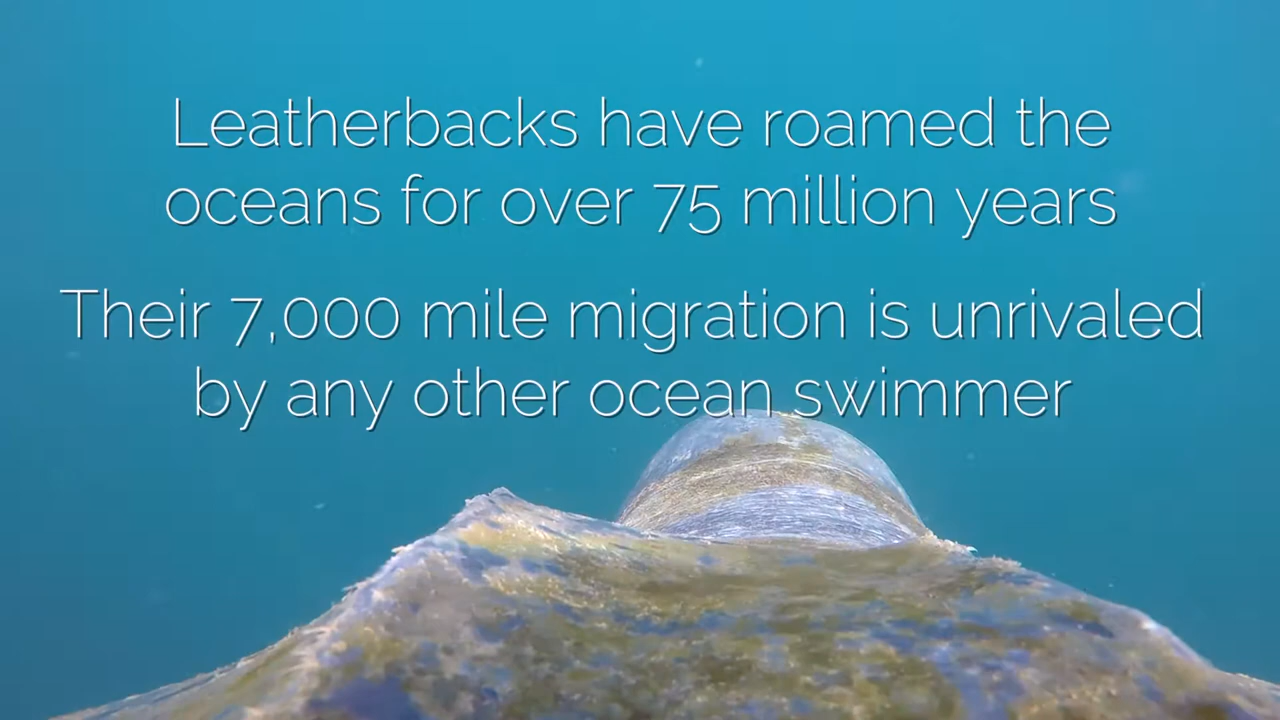 Leatherbacks have roamed the
oceans for over 75 million years
Their 7,000 mile migration is unrivaled
by any other ocean swimmer